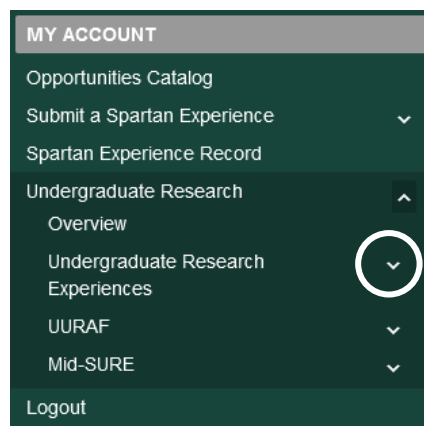 MY ACCOUNT
Opportunities Catalog
Submit a Spartan Experience
Spartan Experience Record
Undergraduate Research
Overview
Undergraduate Research
Experiences
UURAF
Mid-SURE
Logout